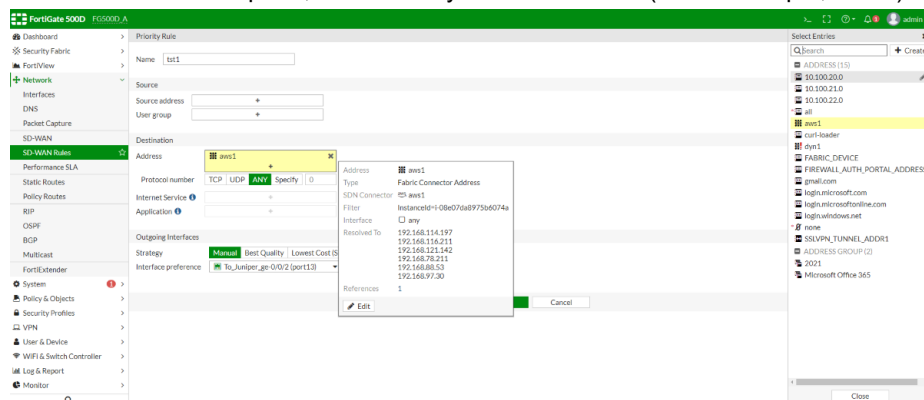 FortiGate 500D FG500D_A
>_ 1 admin
Dashboard
Security Fabric
FortiView
Network
Interfaces
DNS
Packet Capture
SD-WAN
SD-WAN Rules
Performance SLA
Static Routes
Policy Routes
RIP
OSPF
BGP
Multicast
FortiExtender
System 1
Policy & Objects
Security Profiles
VPN
User & Device
WiFi & Switch Controller
Log & Report
Monitor
Priority Rule
Name tst1
Source
Source address +
User group +
Destination
Address aws1
+
Protocol number TCP UDP ANY Specify 0
Internet Service +
Application +
Outgoing Interfaces
Strategy Manual Best Quality Lowest Cost (S
Interface preference To_Juniper_ge-0/0/2 (port13)
Cancel
Address aws1
Type Fabric Connector Address
SDN Connector aws1
Filter InstanceId=i-08e07da8975b6074a
Interface any
Resolved To 192.168.114.197
192.168.116.211
192.168.121.142
192.168.78.211
192.168.88.53
192.168.97.30
References 1
Edit
Select Entries
Search + Create
ADDRESS (15)
10.100.20.0
10.100.21.0
10.100.22.0
all
aws1
curl-loader
dyn1
FABRIC_DEVICE
FIREWALL_AUTH_PORTAL_ADDRESS
gmail.com
login.microsoft.com
login.microsoftonline.com
login.windows.net
none
SSLVPN_TUNNEL_ADDR1
ADDRESS GROUP (2)
2021
Microsoft Office 365
Close